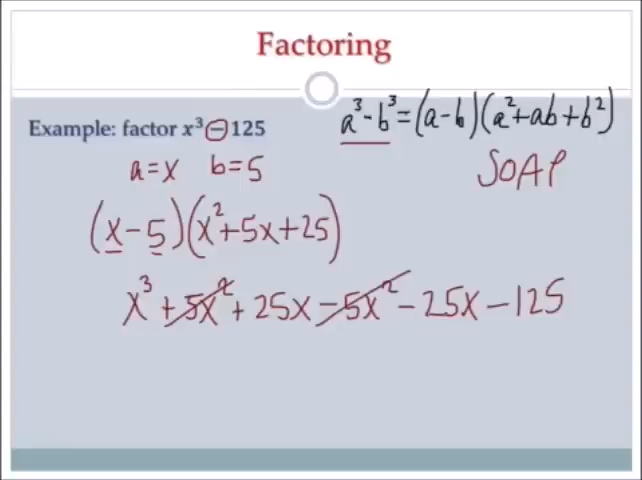 Factoring
Example: factor x³ − 125
a³ - b³ = (a - b)(a² + ab + b²)
a = x b = 5
SOAP
(x - 5)(x² + 5x + 25)
x³ + 5x² + 25x - 5x² - 25x - 125